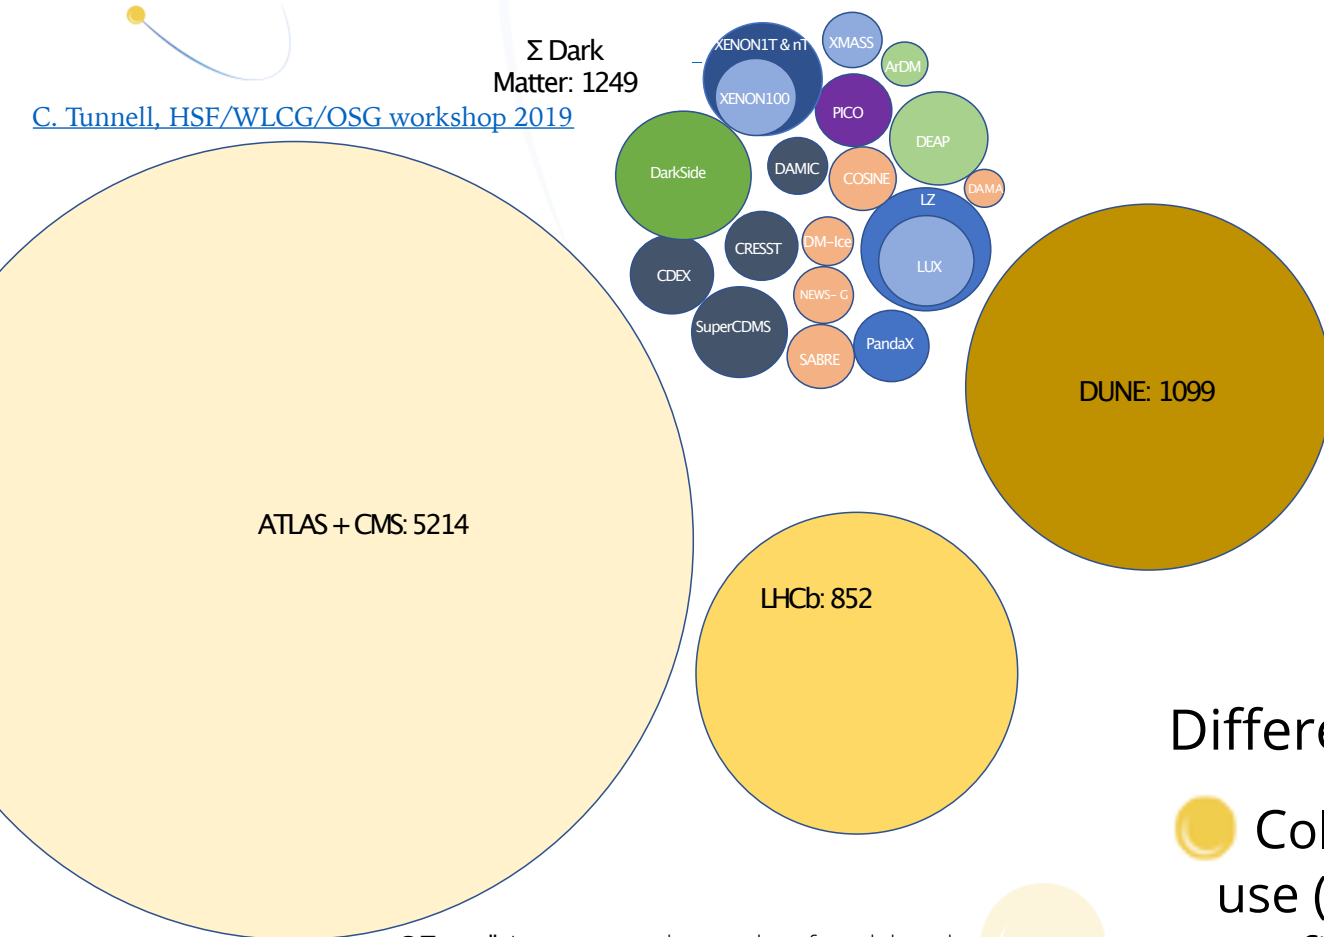 Σ Dark
Matter: 1249
C. Tunnell, HSF/WLCG/OSG workshop 2019
XENON1T & nT
XENON100
XMASS
ArDM
PICO
DEAP
DarkSide
DAMIC
COSINE
DAMA
LZ
LUX
CRESST
DM-Ice
CDEX
NEWS- G
SuperCDMS
SABRE
PandaX
DUNE: 1099
ATLAS + CMS: 5214
LHCb: 852
Differe
Col
use (